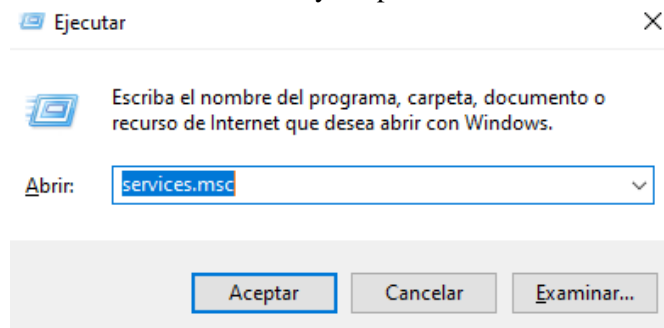 Ejecutar
Escriba el nombre del programa, carpeta, documento o
recurso de Internet que desea abrir con Windows.
Abrir:
services.msc
Aceptar
Cancelar
Examinar...